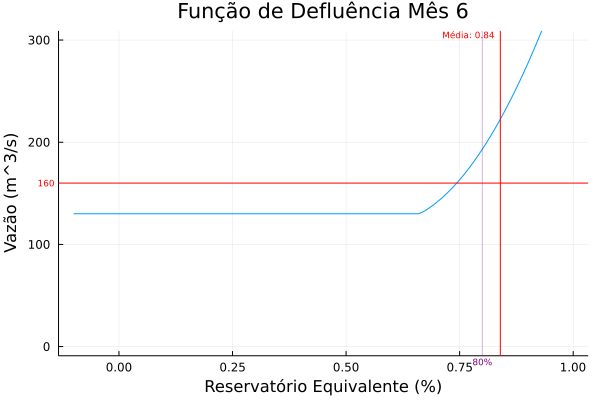 Função de Defluência Mês 6
Média: 0.84
300
200
160
100
0
Vazão (m^3/s)
0.00
0.25
0.50
0.75
80%
1.00
Reservatório Equivalente (%)